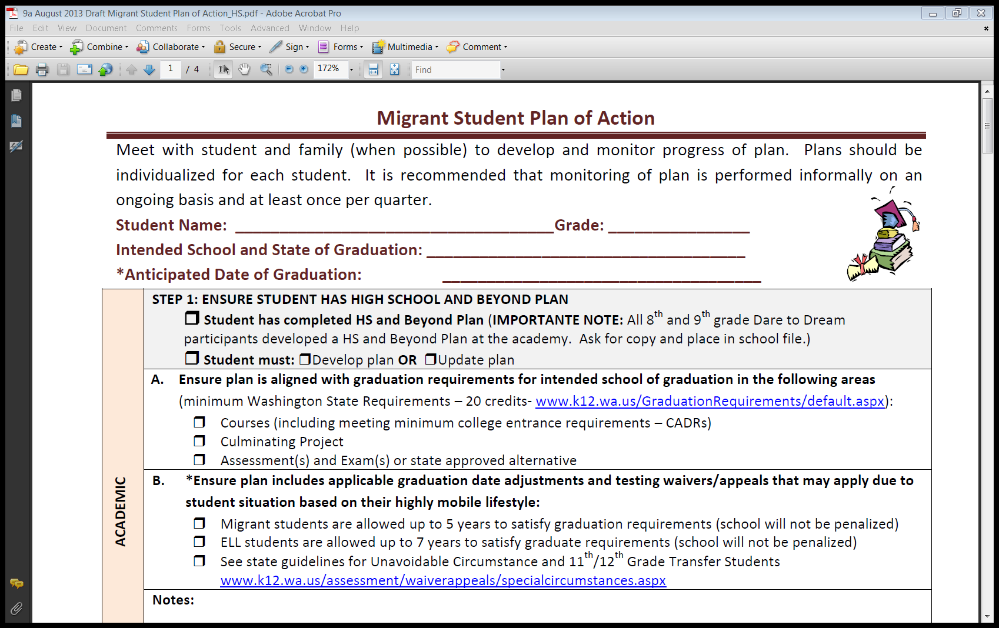 9a August 2013 Draft Migrant Student Plan of Action_HS.pdf - Adobe Acrobat Pro
File Edit View Document Comments Forms Tools Advanced Window Help
Create Combine Collaborate Secure Sign Forms Multimedia Comment
1 / 4 172% Find
Migrant Student Plan of Action
Meet with student and family (when possible) to develop and monitor progress of plan. Plans should be
individualized for each student. It is recommended that monitoring of plan is performed informally on an
ongoing basis and at least once per quarter.
Student Name: ____________________________________Grade: ________________
Intended School and State of Graduation: ____________________________________
*Anticipated Date of Graduation: ____________________________________
STEP 1: ENSURE STUDENT HAS HIGH SCHOOL AND BEYOND PLAN
❒ Student has completed HS and Beyond Plan (IMPORTANTE NOTE: All 8th and 9th grade Dare to Dream
participants developed a HS and Beyond Plan at the academy. Ask for copy and place in school file.)
❒ Student must: ❒Develop plan OR ❒Update plan
A. Ensure plan is aligned with graduation requirements for intended school of graduation in the following areas
(minimum Washington State Requirements – 20 credits- www.k12.wa.us/GraduationRequirements/default.aspx):
❒ Courses (including meeting minimum college entrance requirements – CADRs)
❒ Culminating Project
❒ Assessment(s) and Exam(s) or state approved alternative
ACADEMIC
B. *Ensure plan includes applicable graduation date adjustments and testing waivers/appeals that may apply due to
student situation based on their highly mobile lifestyle:
❒ Migrant students are allowed up to 5 years to satisfy graduation requirements (school will not be penalized)
❒ ELL students are allowed up to 7 years to satisfy graduate requirements (school will not be penalized)
❒ See state guidelines for Unavoidable Circumstance and 11th/12th Grade Transfer Students
www.k12.wa.us/assessment/waiverappeals/specialcircumstances.aspx
Notes: